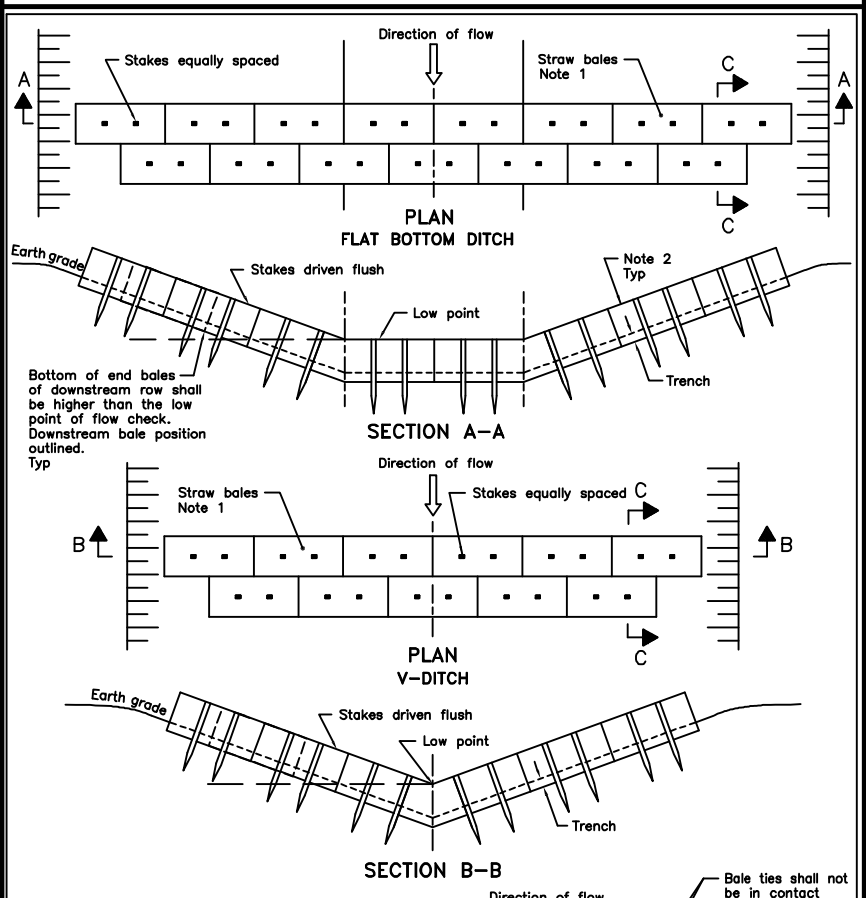 Direction of flow
Stakes equally spaced
Straw bales
Note 1
C
A
A
C
PLAN
FLAT BOTTOM DITCH
Earth grade
Stakes driven flush
Note 2
Typ
Low point
Trench
Bottom of end bales
of downstream row shall
be higher than the low
point of flow check.
Downstream bale position
outlined.
Typ
SECTION A-A
Direction of flow
Straw bales
Note 1
Stakes equally spaced
C
B
B
C
PLAN
V-DITCH
Earth grade
Stakes driven flush
Low point
Trench
SECTION B-B
Direction of flow
Bale ties shall not
be in contact